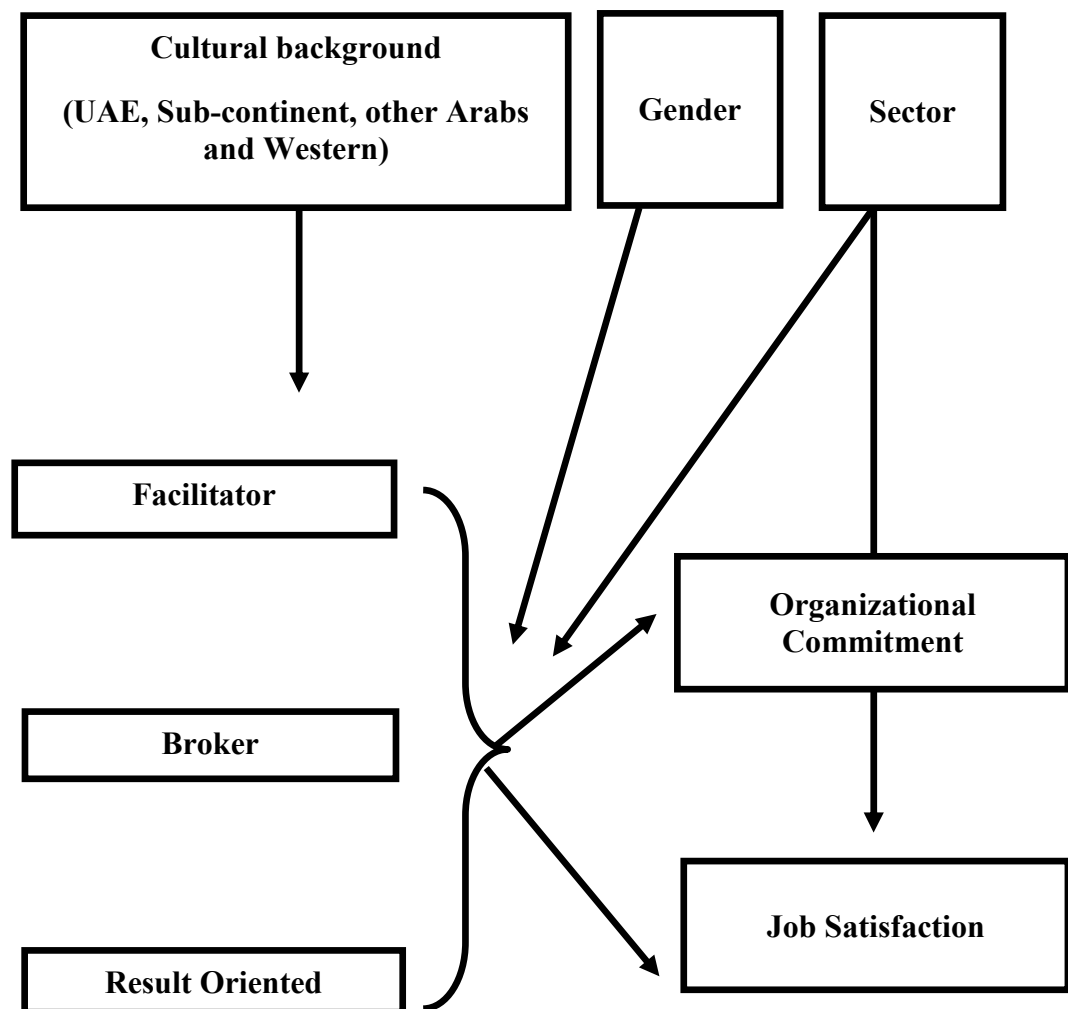 Cultural background
(UAE, Sub-continent, other Arabs
and Western)
Gender
Sector
Facilitator
Organizational
Commitment
Broker
Job Satisfaction
Result Oriented